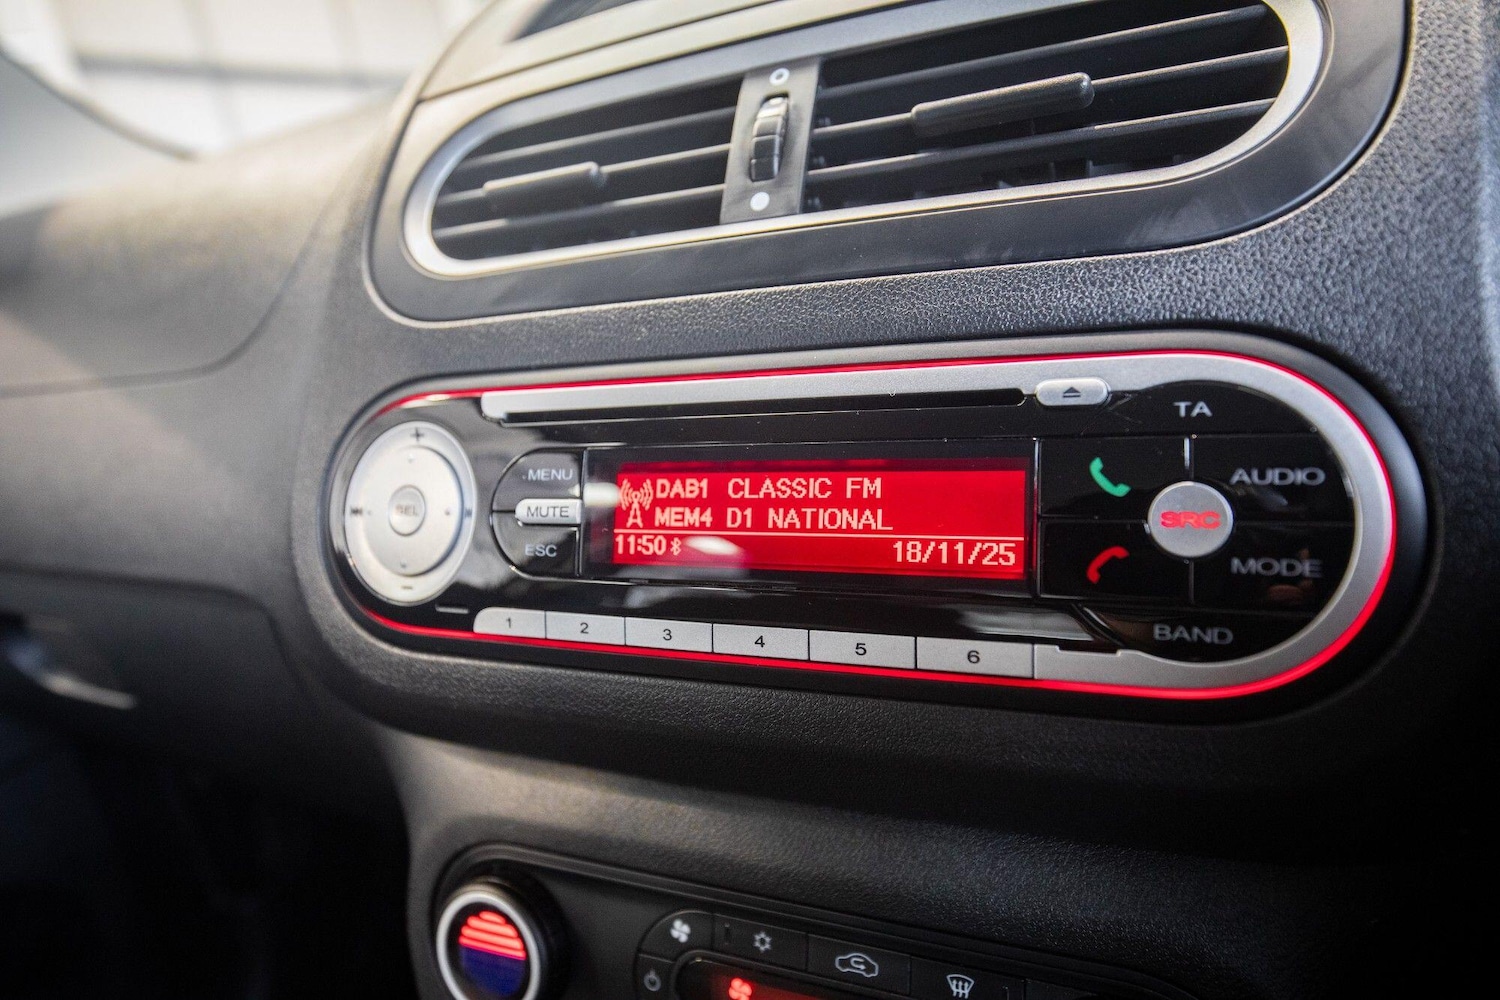 TA
MENU
MUTE
ESC
SEL
DAB1 CLASSIC FM
MEM4 D1 NATIONAL
11:50
18/11/25
AUDIO
SRC
MODE
BAND
1 2 3 4 5 6